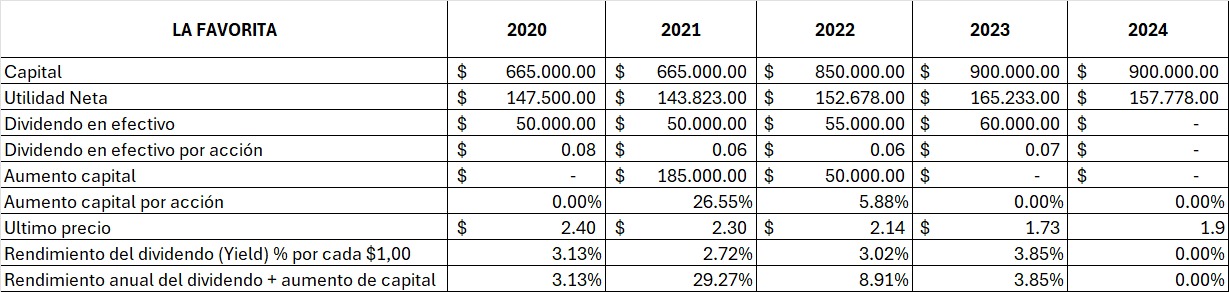 LA FAVORITA 2020 2021 2022 2023 2024
Capital $ 665.000.00 $ 665.000.00 $ 850.000.00 $ 900.000.00 $ 900.000.00
Utilidad Neta $ 147.500.00 $ 143.823.00 $ 152.678.00 $ 165.233.00 $ 157.778.00
Dividendo en efectivo $ 50.000.00 $ 50.000.00 $ 55.000.00 $ 60.000.00 $ -
Dividendo en efectivo por acción $ 0.08 $ 0.06 $ 0.06 $ 0.07 $ -
Aumento capital $ - $ 185.000.00 $ 50.000.00 $ - $ -
Aumento capital por acción 0.00% 26.55% 5.88% 0.00% 0.00%
Ultimo precio $ 2.40 $ 2.30 $ 2.14 $ 1.73 1.9
Rendimiento del dividendo (Yield) % por cada $1,00 3.13% 2.72% 3.02% 3.85% 0.00%
Rendimiento anual del dividendo + aumento de capital 3.13% 29.27% 8.91% 3.85% 0.00%